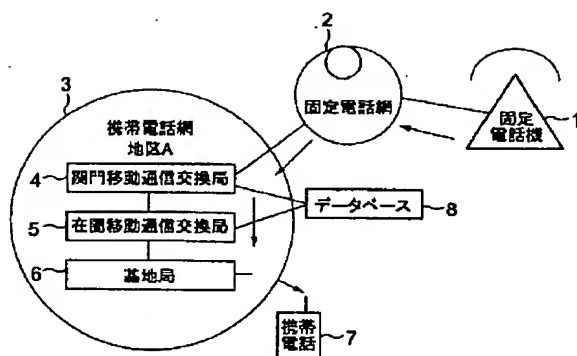 2
3
固定電話網
固定
電話機
1
携帯電話網
地区A
4
関門移動通信交換局
5
在圏移動通信交換局
データベース
8
6
基地局
携帯
電話
7